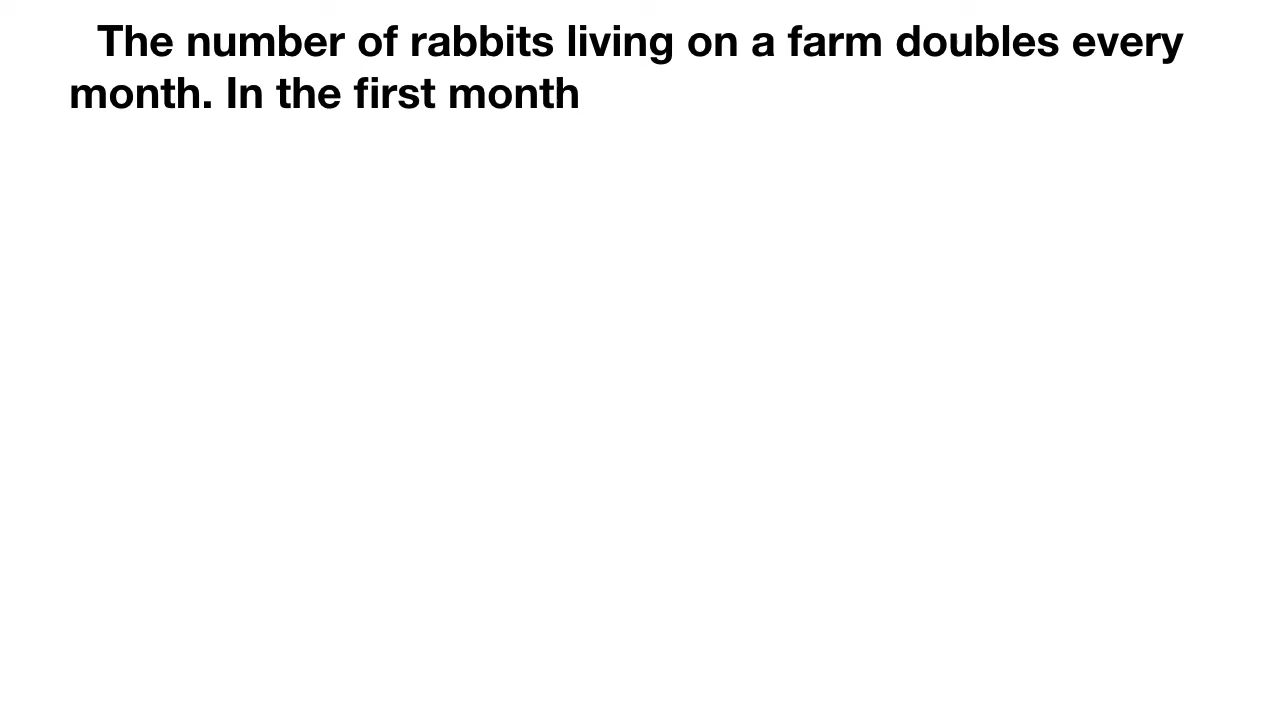 The number of rabbits living on a farm doubles every
month. In the first month